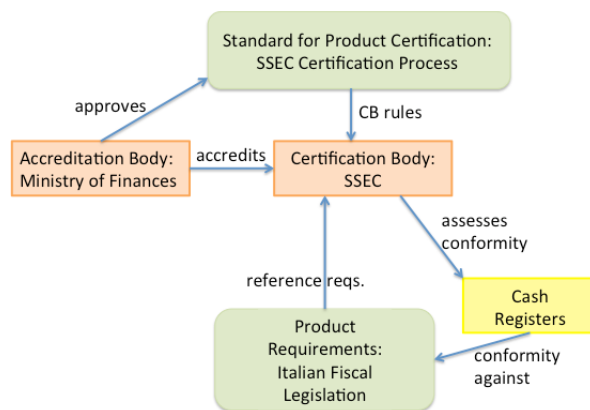 Standard for Product Certification:
SSEC Certification Process
approves
CB rules
Accreditation Body:
Ministry of Finances
accredits
Certification Body:
SSEC
assesses
conformity
reference reqs.
Cash
Registers
Product
Requirements:
Italian Fiscal
Legislation
conformity
against